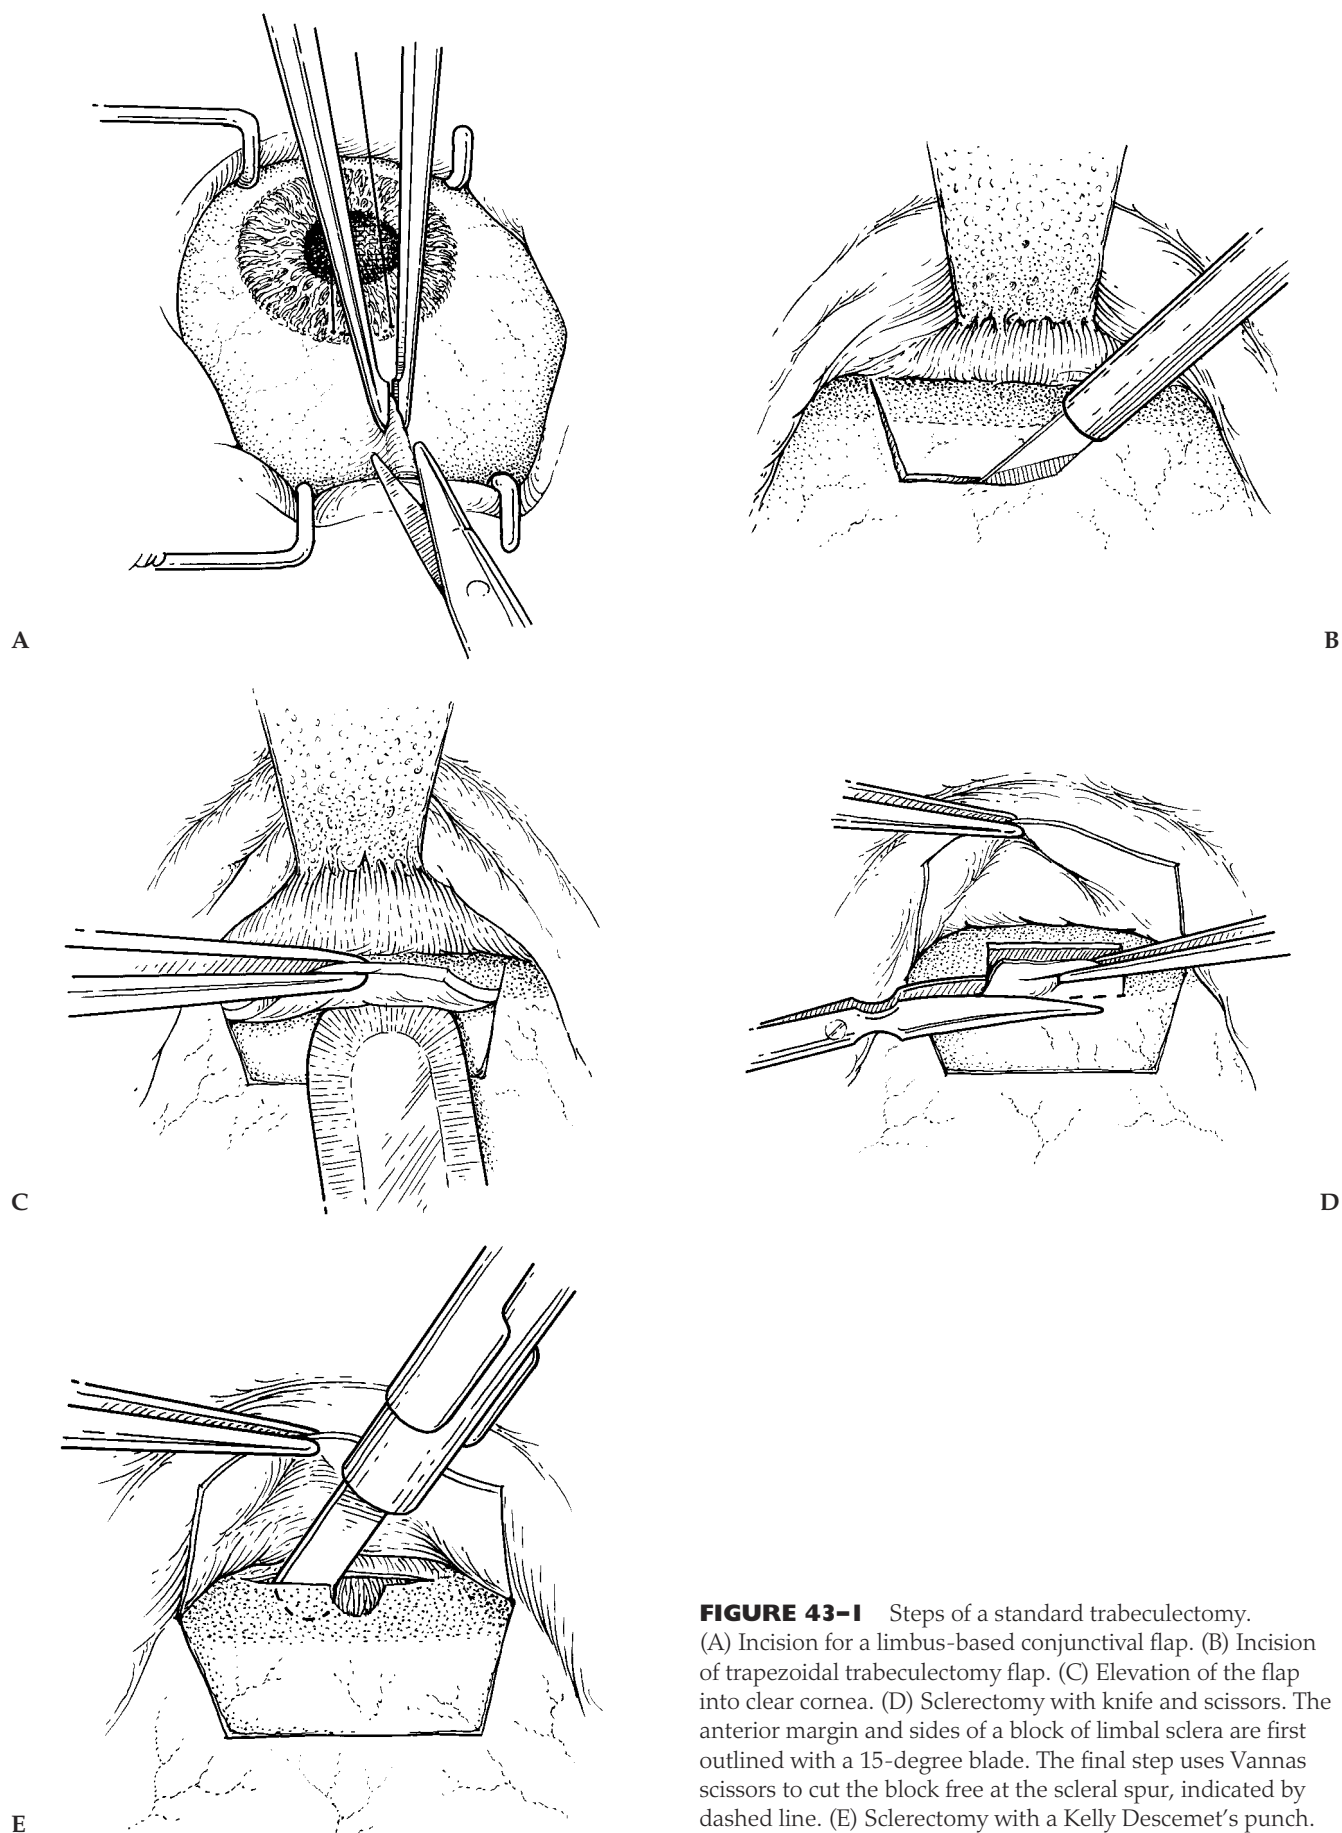 A
B
C
D
E
FIGURE 43–1 Steps of a standard trabeculectomy.
(A) Incision for a limbus-based conjunctival flap. (B) Incision
of trapezoidal trabeculectomy flap. (C) Elevation of the flap
into clear cornea. (D) Sclerectomy with knife and scissors. The
anterior margin and sides of a block of limbal sclera are first
outlined with a 15-degree blade. The final step uses Vannas
scissors to cut the block free at the scleral spur, indicated by
dashed line. (E) Sclerectomy with a Kelly Descemet's punch.